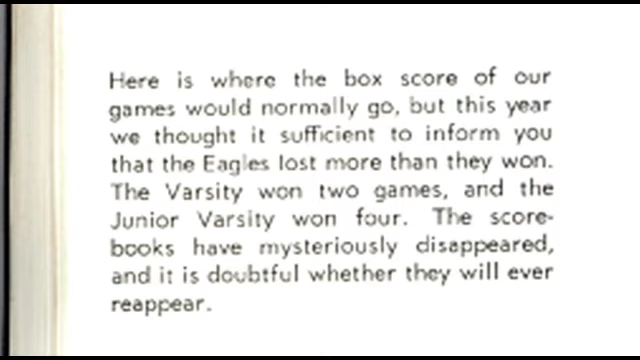 Here is where the box score of our
games would normally go, but this year
we thought it sufficient to inform you
that the Eagles lost more than they won.
The Varsity won two games, and the
Junior Varsity won four. The score-
books have mysteriously disappeared,
and it is doubtful whether they will ever
reappear.